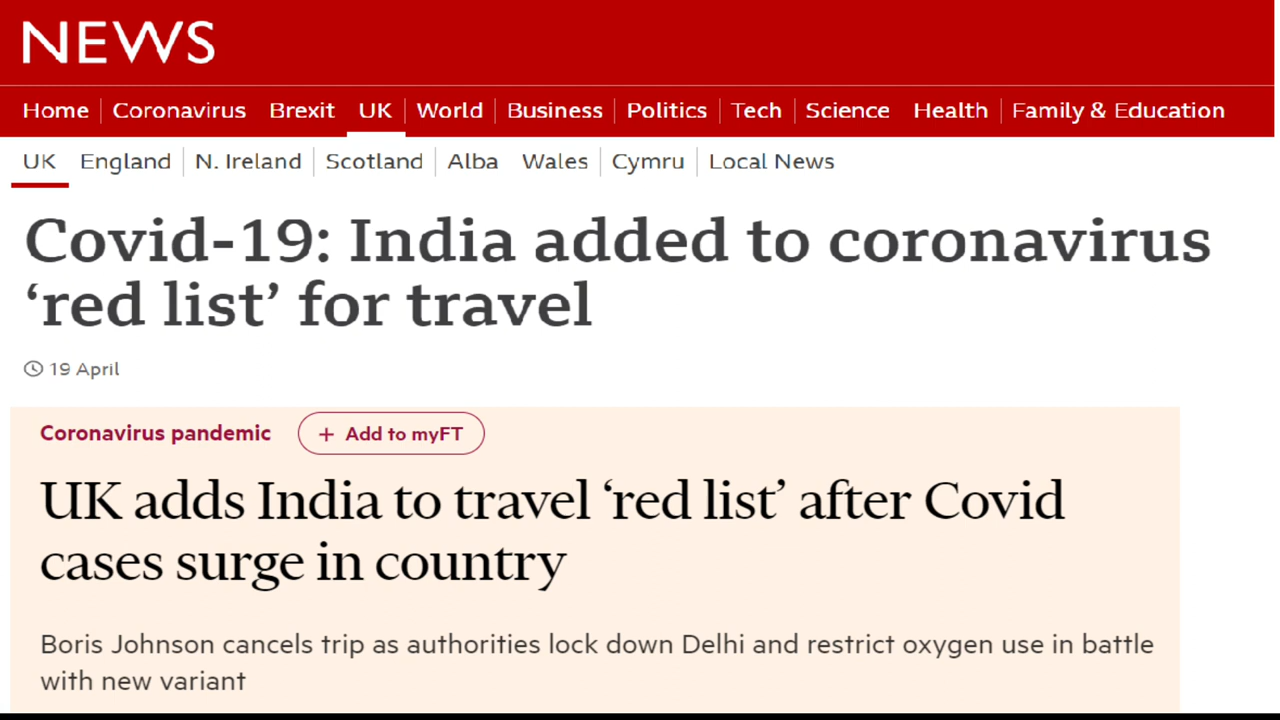 NEWS
Home Coronavirus Brexit UK World Business Politics Tech Science Health Family & Education
UK England N. Ireland Scotland Alba Wales Cymru Local News
Covid-19: India added to coronavirus
‘red list’ for travel
19 April
Coronavirus pandemic + Add to myFT
UK adds India to travel ‘red list’ after Covid
cases surge in country
Boris Johnson cancels trip as authorities lock down Delhi and restrict oxygen use in battle
with new variant